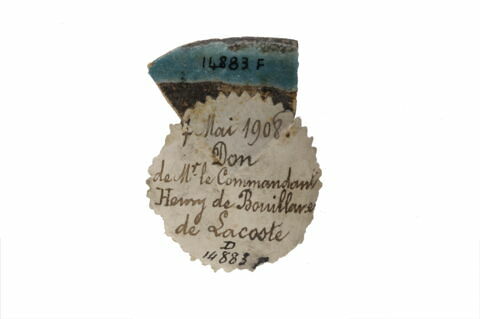 14883 F
7 Mai 1908.
Don
de Mr. le Commandant
Henry de Bouillane
de Lacoste
D
14883